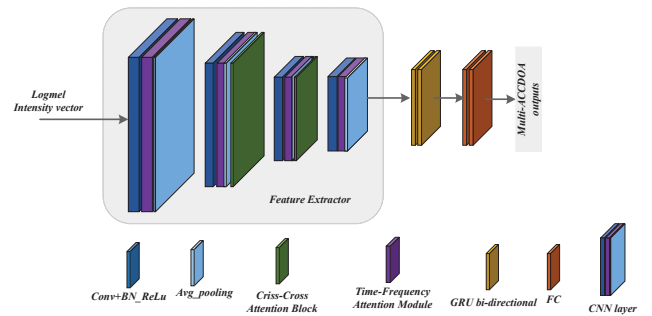 Logmel
Intensity vector
Multi-ACCDOA
outputs
Feature Extractor
Conv+BN_ReLu
Avg_pooling
Criss-Cross
Attention Block
Time-Frequency
Attention Module
GRU bi-directional
FC
CNN layer